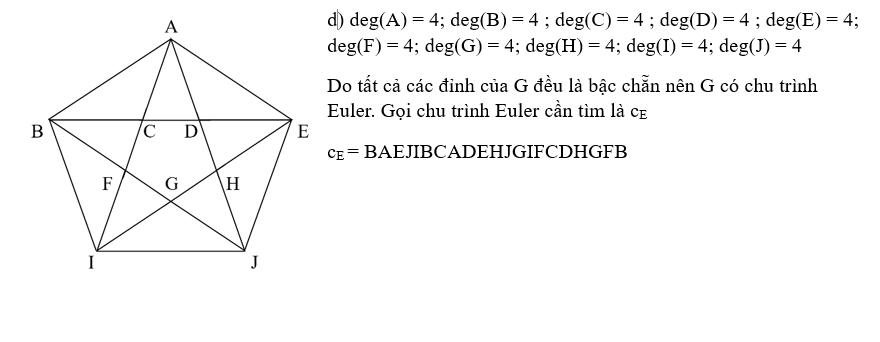 A
B
C
D
E
F
G
H
I
J
d) deg(A) = 4; deg(B) = 4 ; deg(C) = 4 ; deg(D) = 4 ; deg(E) = 4;
deg(F) = 4; deg(G) = 4; deg(H) = 4; deg(I) = 4; deg(J) = 4
Do tất cả các đỉnh của G đều là bậc chẵn nên G có chu trình
Euler. Gọi chu trình Euler cần tìm là cE
cE = BAEJIBCADEHJGIFCDHGFB